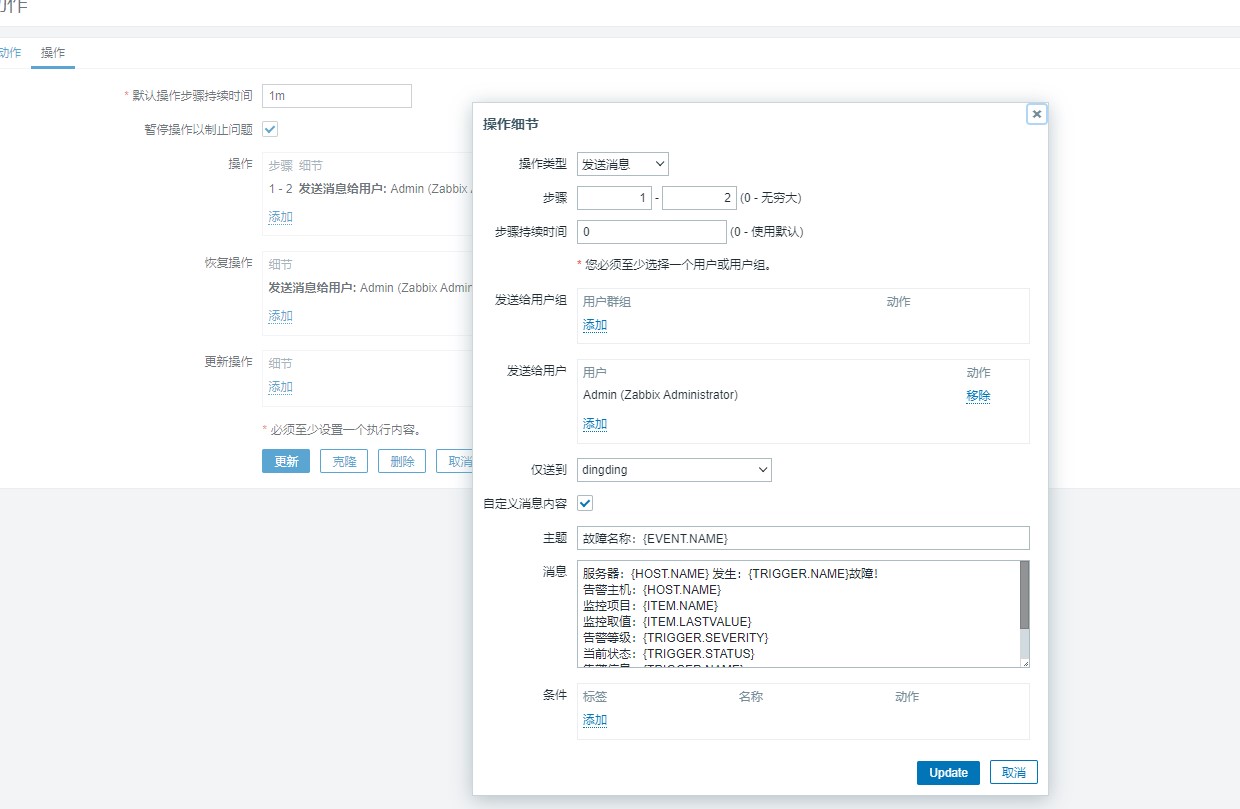 动作
动作 操作
* 默认操作步骤持续时间 1m
暂停操作以制止问题
操作 步骤 细节
1 - 2 发送消息给用户: Admin (Zabbix
添加
恢复操作 细节
发送消息给用户: Admin (Zabbix Admin
添加
更新操作 细节
添加
* 必须至少设置一个执行内容。
更新 克隆 删除 取消
操作细节
操作类型 发送消息
步骤 1 - 2 (0 - 无穷大)
步骤持续时间 0 (0 - 使用默认)
* 您必须至少选择一个用户或用户组。
发送给用户组 用户群组 动作
添加
发送给用户 用户 动作
Admin (Zabbix Administrator) 移除
添加
仅送到 dingding
自定义消息内容
主题 故障名称：{EVENT.NAME}
消息 服务器：{HOST.NAME} 发生：{TRIGGER.NAME}故障！
告警主机：{HOST.NAME}
监控项目：{ITEM.NAME}
监控取值：{ITEM.LASTVALUE}
告警等级：{TRIGGER.SEVERITY}
当前状态：{TRIGGER.STATUS}
告警信息：{TRIGGER.NAME}
条件 标签 名称 动作
添加
Update 取消